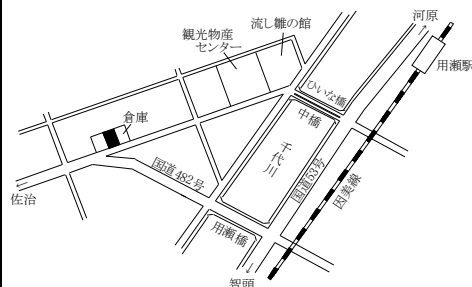 河原
流し雛の館
観光物産
センター
用瀬駅
ひいな橋
倉庫
中橋
千代川
国道482号
国道53号
因美線
佐治
用瀬橋
智頭